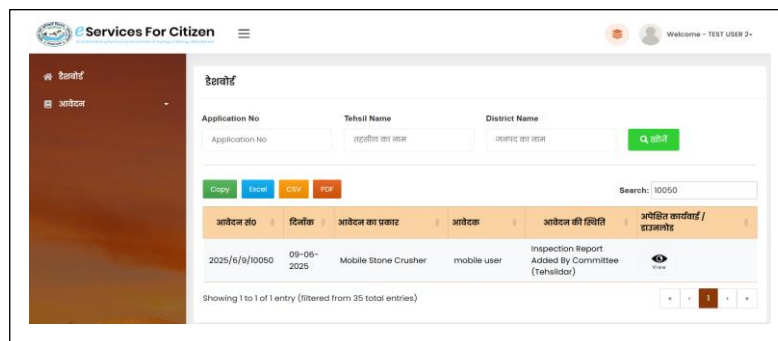 eServices For Citizen
Welcome - TEST USER 2
डैशबोर्ड
आवेदन
डैशबोर्ड
Application No
Tehsil Name
District Name
Application No
तहसील का नाम
जनपद का नाम
खोजें
Copy
Excel
CSV
PDF
Search: 10050
आवेदन सं०
दिनाँक
आवेदन का प्रकार
आवेदक
आवेदन की स्थिति
अपेक्षित कार्यवाई /
डाउनलोड
2025/6/9/10050
09-06-
2025
Mobile Stone Crusher
mobile user
Inspection Report
Added By Committee
(Tehsildar)
View
Showing 1 to 1 of 1 entry (filtered from 35 total entries)
« ‹ 1 › »